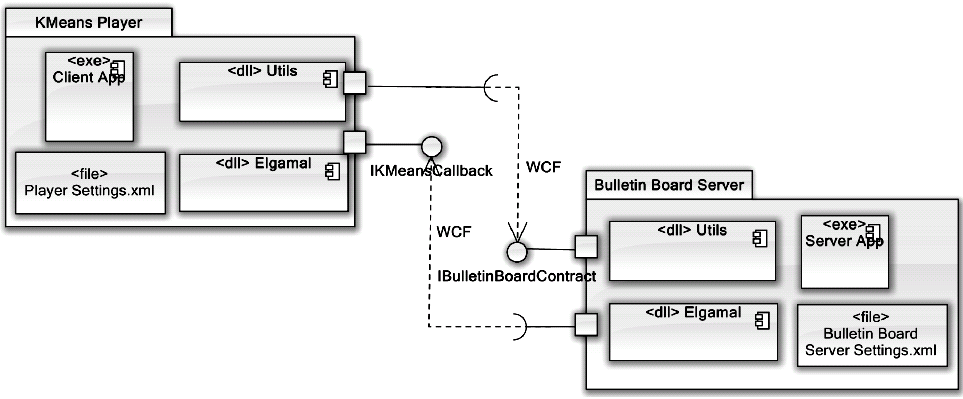 KMeans Player
<exe>
Client App
<dll> Utils
<file>
Player Settings.xml
<dll> Elgamal
IKMeansCallback
WCF
WCF
IBulletinBoardContract
Bulletin Board Server
<dll> Utils
<exe>
Server App
<dll> Elgamal
<file>
Bulletin Board
Server Settings.xml